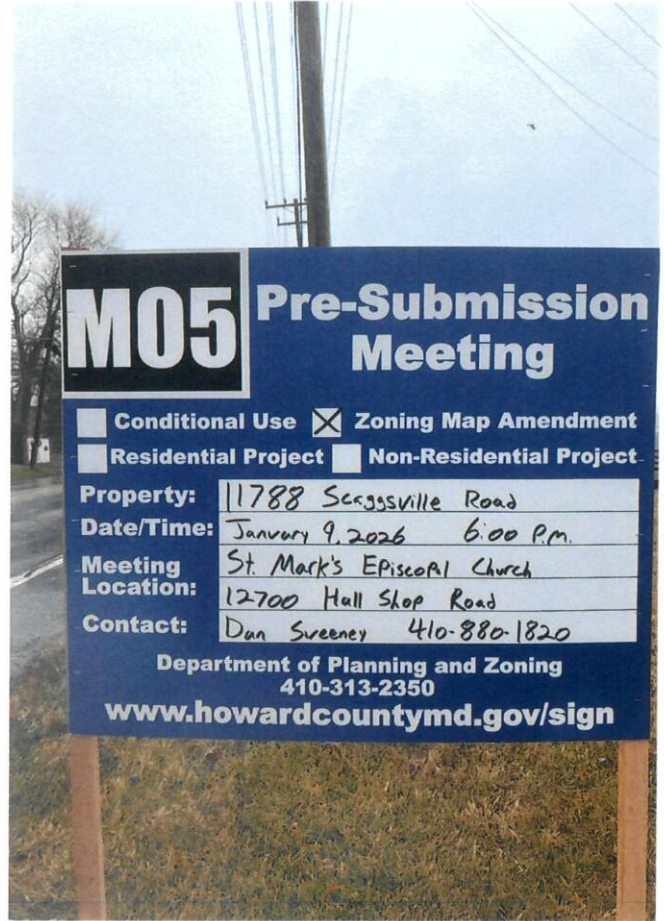 M05
Pre-Submission
Meeting
Conditional Use ☒ Zoning Map Amendment
Residential Project Non-Residential Project
Property: 11788 Scaggsville Road
Date/Time: January 9, 2026 6:00 P.m.
Meeting Location: St. Mark's EPiscopAl Church
12700 Hall Shop Road
Contact: Dan Sweeney 410-880-1820
Department of Planning and Zoning
410-313-2350
www.howardcountymd.gov/sign